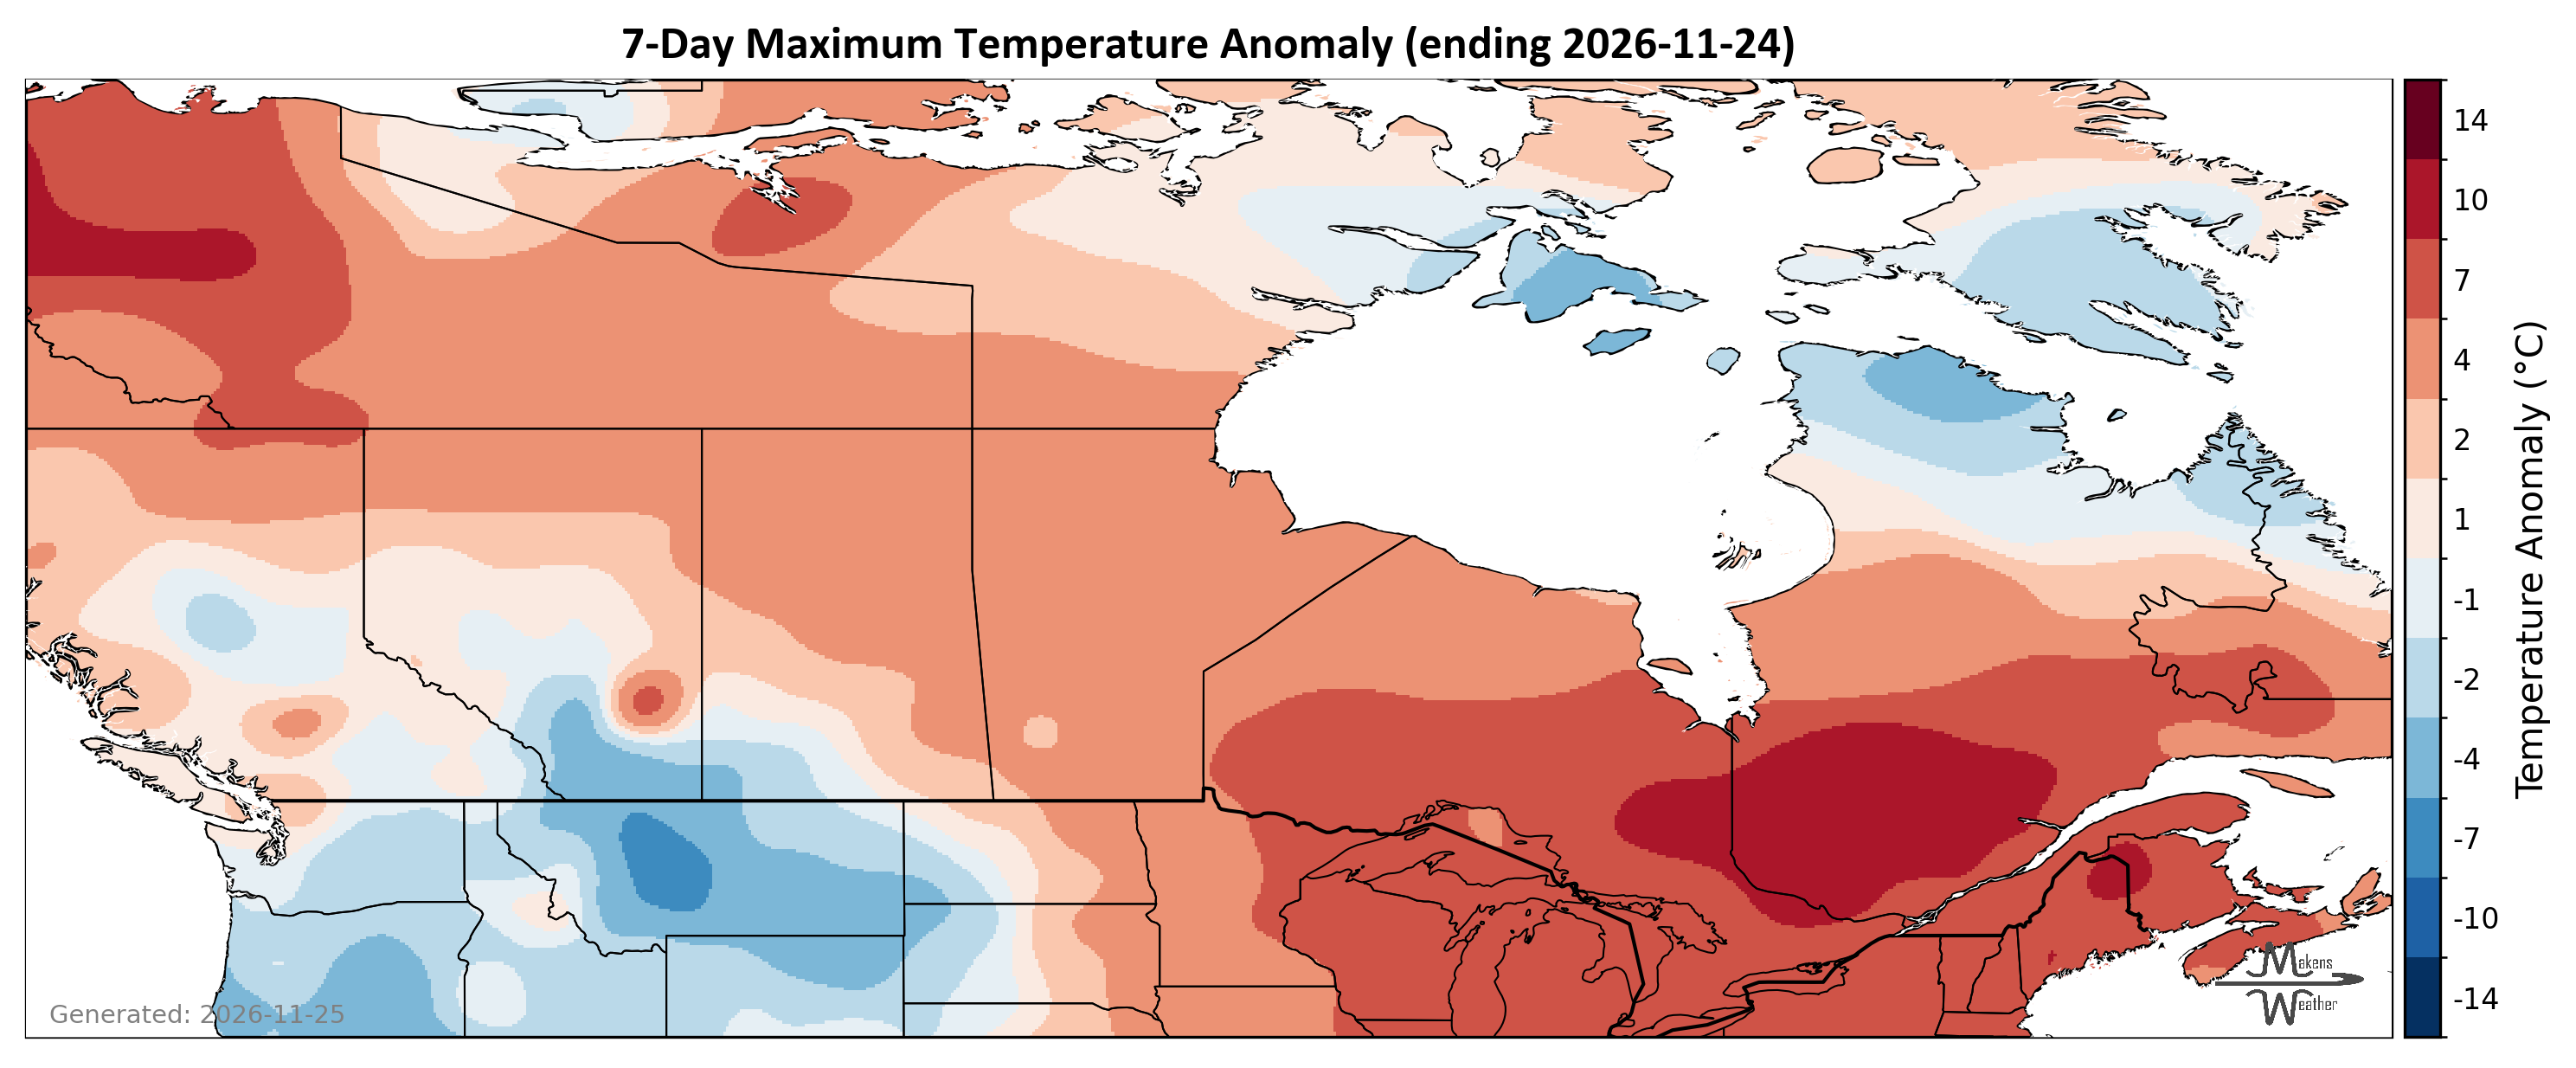 7-Day Maximum Temperature Anomaly (ending 2026-11-24)
14
10
7
4
2
1
-1
-2
-4
-7
-10
-14
Temperature Anomaly (°C)
Generated: 2026-11-25
Makens
Weather